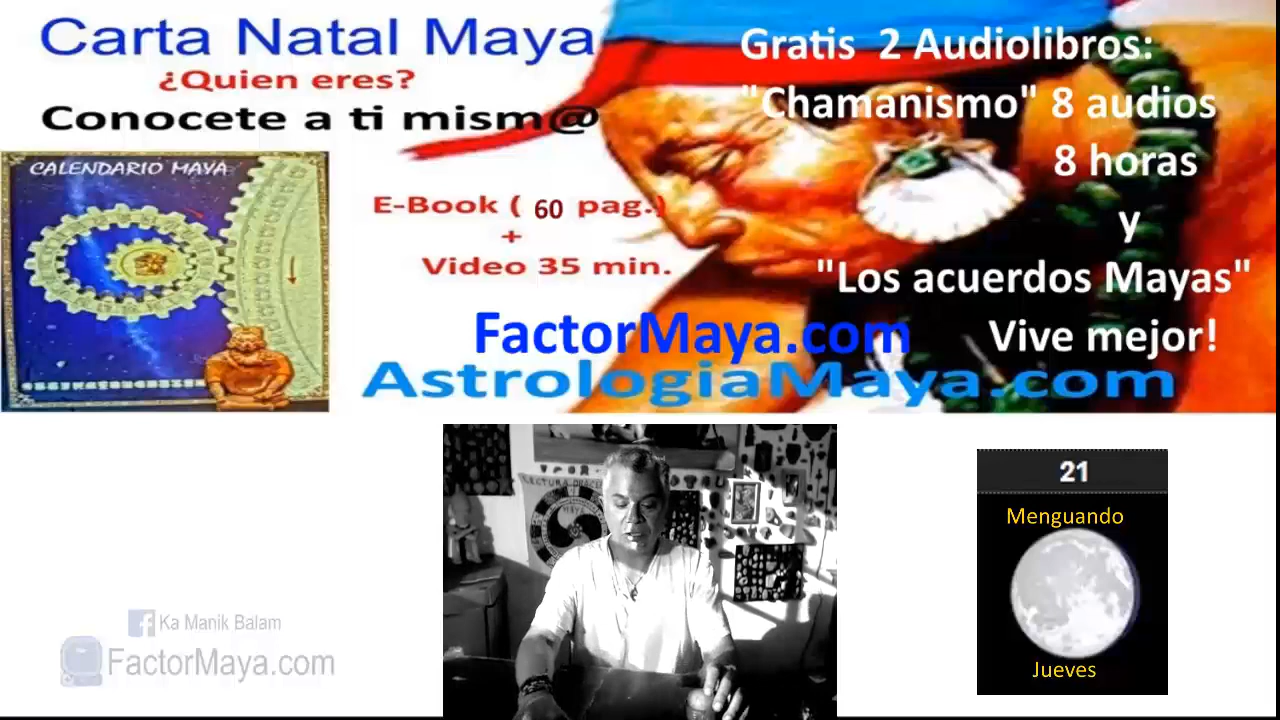 Carta Natal Maya
¿Quien eres?
Conocete a ti mism@
CALENDARIO MAYA
E-Book ( 60 pag.)
+
Video 35 min.
Gratis 2 Audiolibros:
"Chamanismo" 8 audios
8 horas
y
"Los acuerdos Mayas"
Vive mejor!
FactorMaya.com
AstrologiaMaya.com
MAYA
21
Menguando
Jueves
Ka Manik Balam
FactorMaya.com